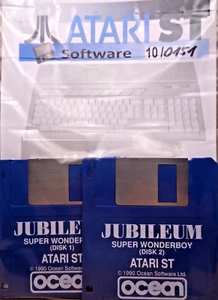 ATARI ST
Software 10/0151
JUBILEUM
SUPER WONDERBOY
(DISK 1)
ATARI ST
© 1990 Ocean Software Ltd.
ocean
JUBILEUM
SUPER WONDERBOY
(DISK 2)
ATARI ST
© 1990 Ocean Software Ltd.
ocean